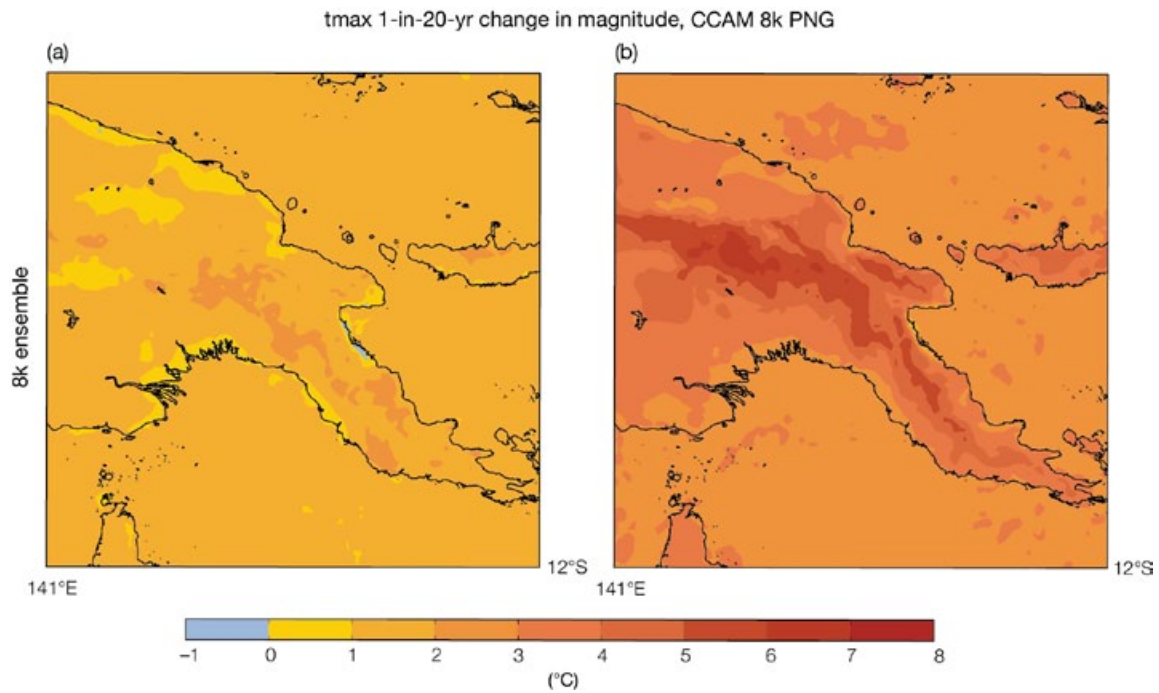 tmax 1-in-20-yr change in magnitude, CCAM 8k PNG
(a)
(b)
8k ensemble
12°S
12°S
141°E
141°E
−1 0 1 2 3 4 5 6 7 8
(°C)